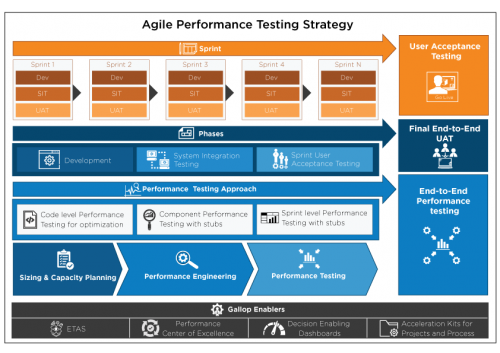 Agile Performance Testing Strategy
Sprint
User Acceptance
Testing
Sprint 1
Sprint 2
Sprint 3
Sprint 4
Sprint N
Dev
Dev
Dev
Dev
Dev
SIT
SIT
SIT
SIT
SIT
UAT
UAT
UAT
UAT
UAT
Phases
Final End-to-End
UAT
Development
System Integration
Testing
Sprint User
Acceptance Testing
Performance Testing Approach
End-to-End
Performance
testing
Code level Performance
Testing for optimization
Component Performance
Testing with stubs
Sprint level Performance
Testing with stubs
Sizing & Capacity Planning
Performance Engineering
Performance Testing
Gallop Enablers
ETAS
Performance
Center of Excellence
Decision Enabling
Dashboards
Acceleration Kits for
Projects and Process